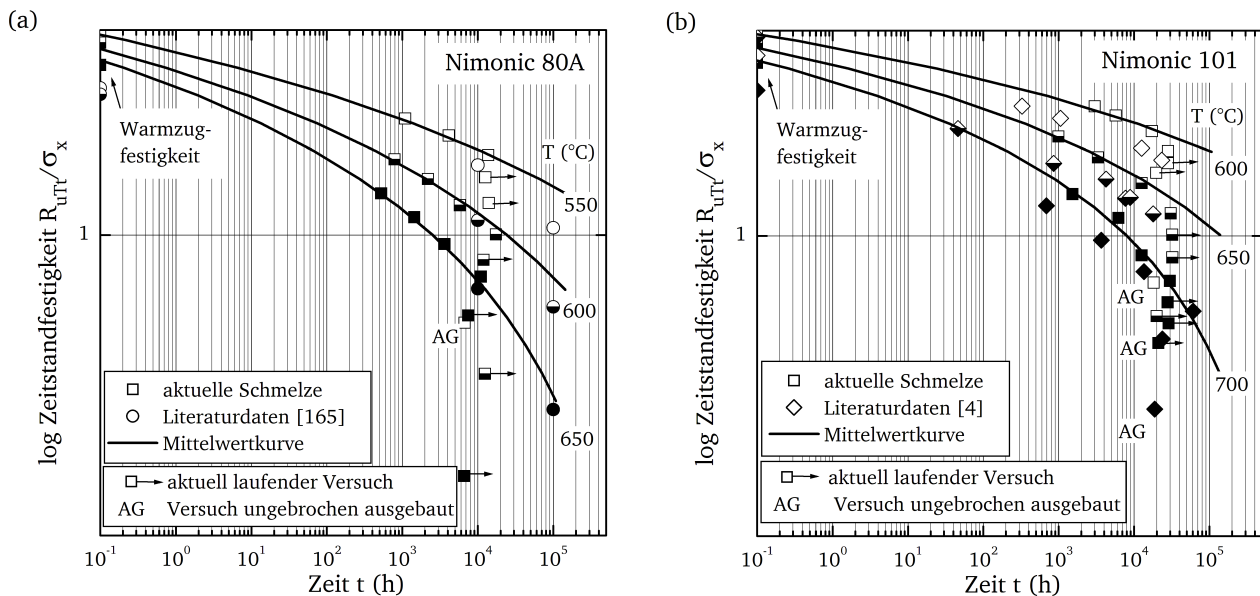 (a)
Nimonic 80A
Warmzug-
festigkeit
T (°C)
550
600
650
1
AG
log Zeitstandfestigkeit R_uTt/σ_x
aktuelle Schmelze
Literaturdaten [165]
Mittelwertkurve
aktuell laufender Versuch
AG Versuch ungebrochen ausgebaut
10^-1 10^0 10^1 10^2 10^3 10^4 10^5
Zeit t (h)
(b)
Nimonic 101
Warmzug-
festigkeit
T (°C)
600
650
700
1
AG
AG
AG
log Zeitstandfestigkeit R_uTt/σ_x
aktuelle Schmelze
Literaturdaten [4]
Mittelwertkurve
aktuell laufender Versuch
AG Versuch ungebrochen ausgebaut
10^-1 10^0 10^1 10^2 10^3 10^4 10^5
Zeit t (h)